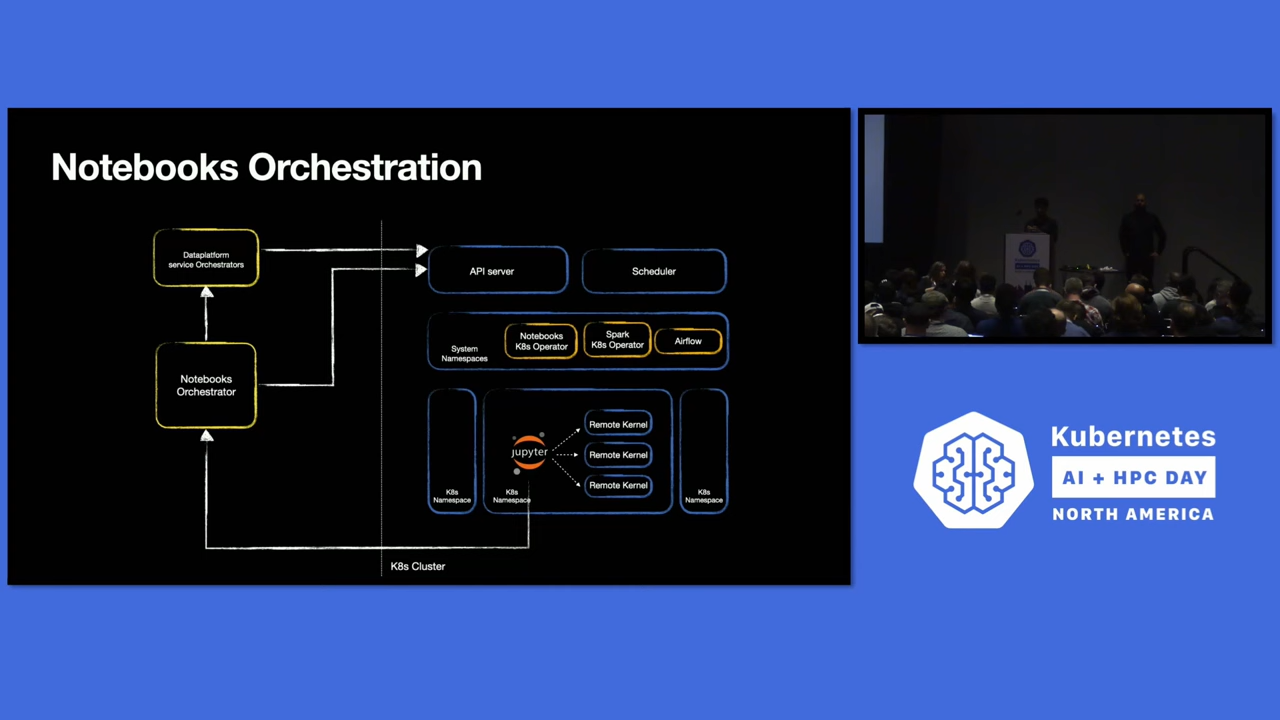 Notebooks Orchestration
Dataplatform
service Orchestrators
API server
Scheduler
System
Namespaces
Notebooks
K8s Operator
Spark
K8s Operator
Airflow
Notebooks
Orchestrator
K8s
Namespace
jupyter
K8s
Namespace
Remote Kernel
Remote Kernel
Remote Kernel
K8s
Namespace
K8s Cluster
Kubernetes
AI + HPC DAY
NORTH AMERICA